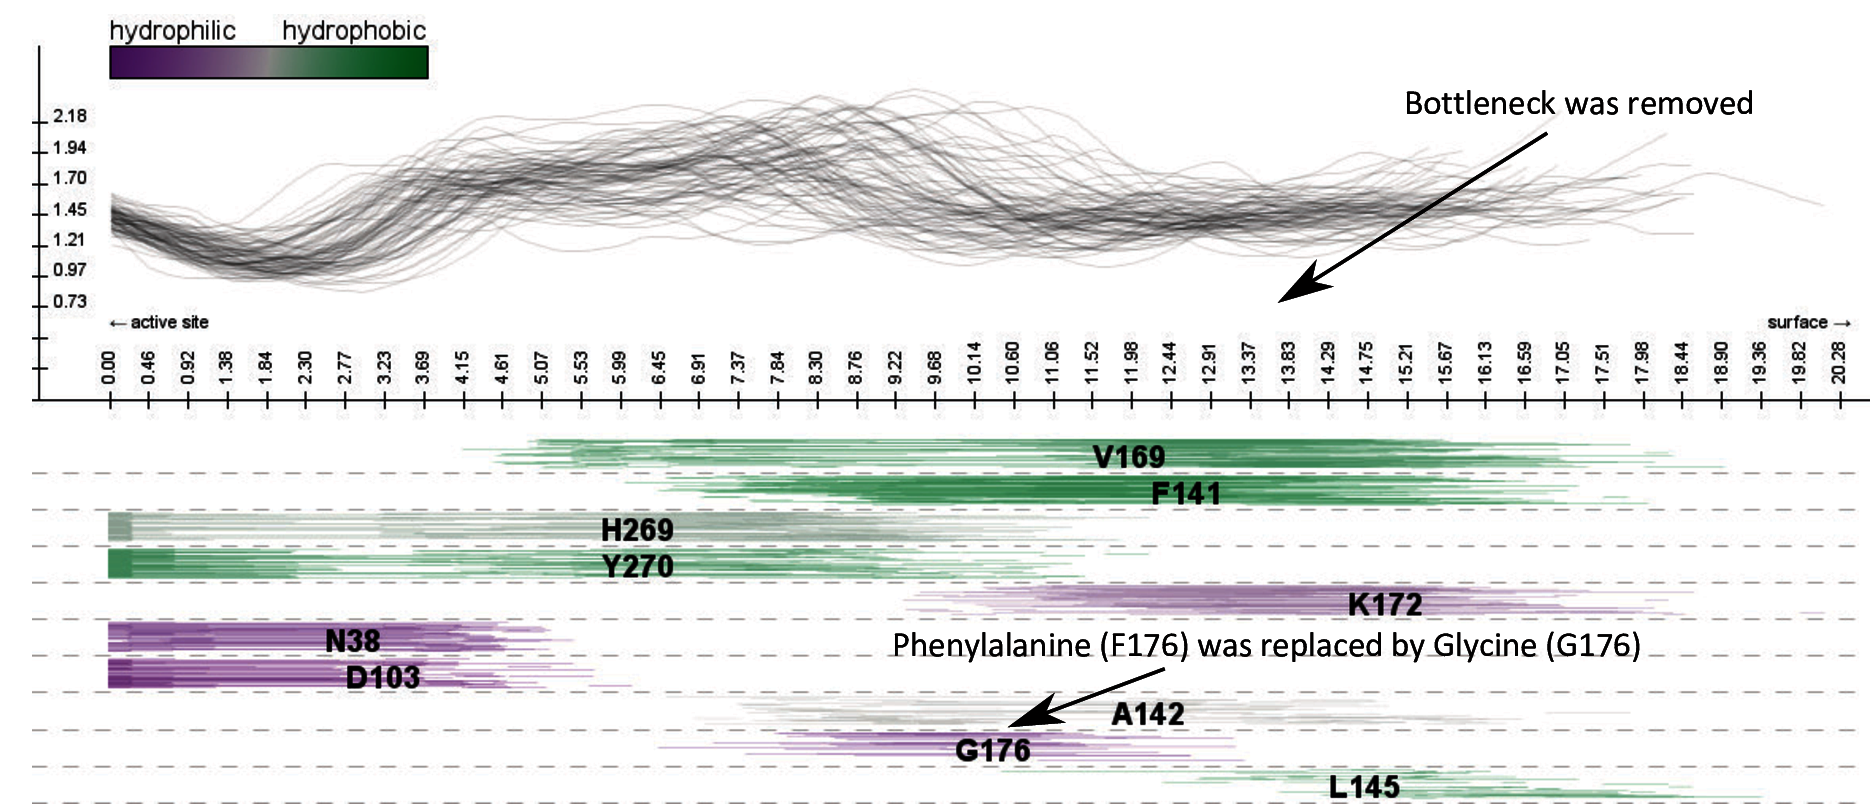 hydrophilic hydrophobic
Bottleneck was removed
2.18
1.94
1.70
1.45
1.21
0.97
0.73
← active site
surface →
0.00 0.46 0.92 1.38 1.84 2.30 2.77 3.23 3.69 4.15 4.61 5.07 5.53 5.99 6.45 6.91 7.37 7.84 8.30 8.76 9.22 9.68 10.14 10.60 11.06 11.52 11.98 12.44 12.91 13.37 13.83 14.29 14.75 15.21 15.67 16.13 16.59 17.05 17.51 17.98 18.44 18.90 19.36 19.82 20.28
V169
F141
H269
Y270
K172
N38
Phenylalanine (F176) was replaced by Glycine (G176)
D103
A142
G176
L145